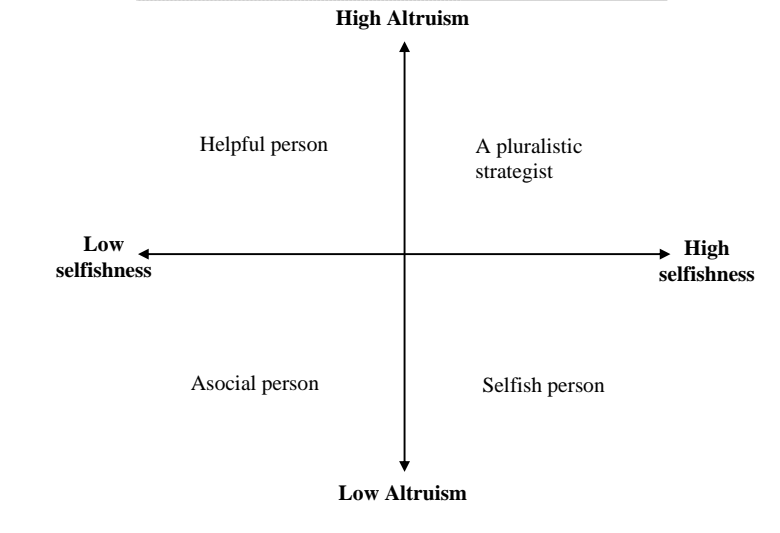 High Altruism
Helpful person
A pluralistic
strategist
Low
selfishness
High
selfishness
Asocial person
Selfish person
Low Altruism